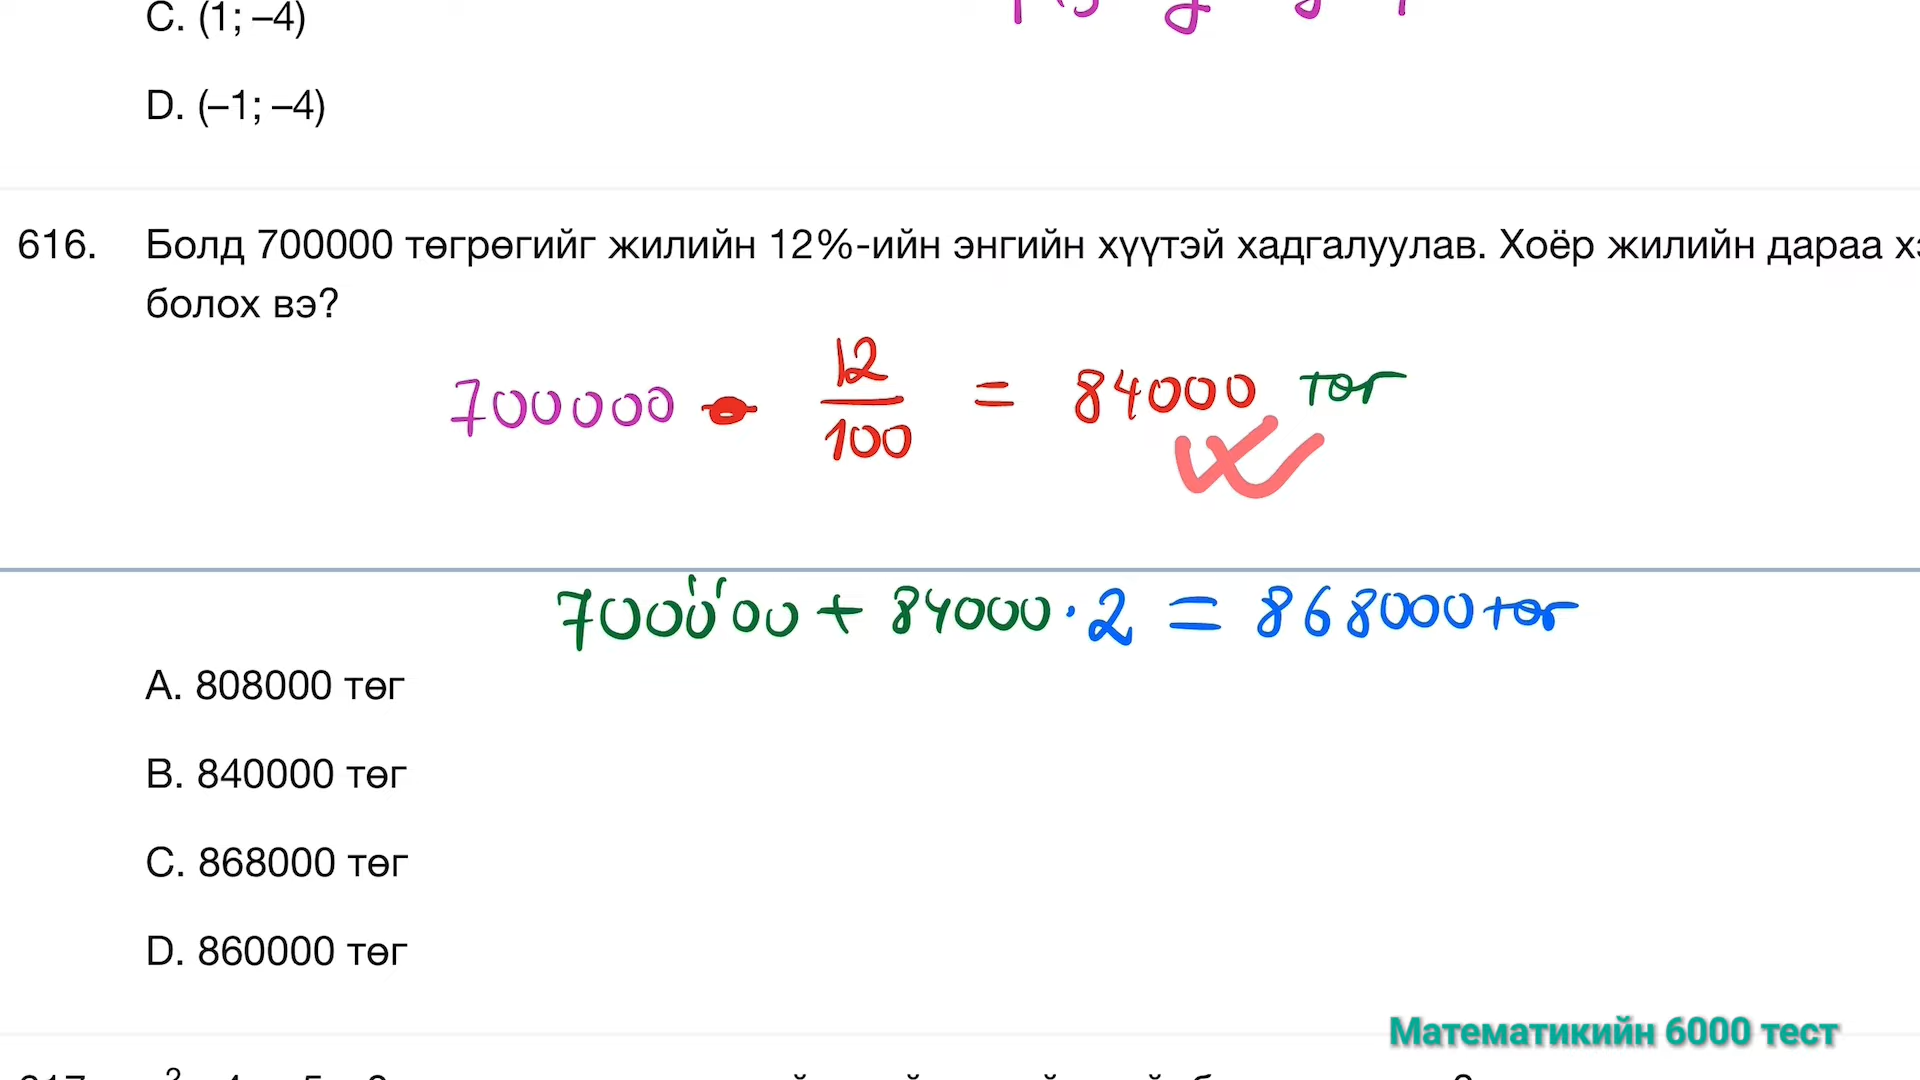 C. (1; –4)
D. (–1; –4)
616. Болд 700000 төгрөгийг жилийн 12%-ийн энгийн хүүтэй хадгалуулав. Хоёр жилийн дараа
болох вэ?
700000 • 12/100 = 84000 төг
700000 + 84000 · 2 = 868000 төг
A. 808000 төг
B. 840000 төг
C. 868000 төг
D. 860000 төг
Математикийн 6000 тест